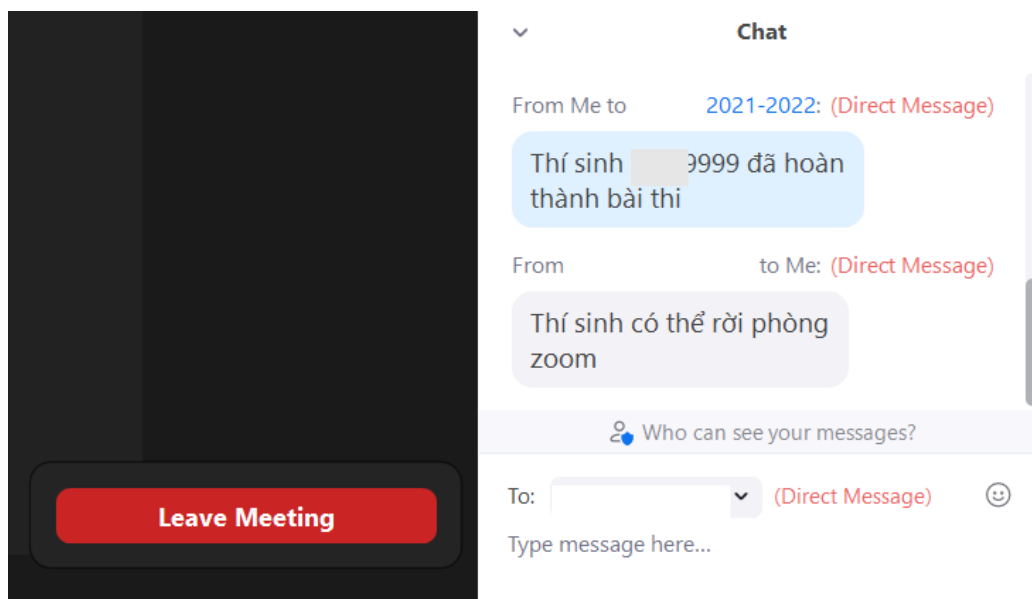 Chat
From Me to 2021-2022: (Direct Message)
Thí sinh 9999 đã hoàn
thành bài thi
From to Me: (Direct Message)
Thí sinh có thể rời phòng
zoom
Who can see your messages?
To: (Direct Message)
Type message here...
Leave Meeting